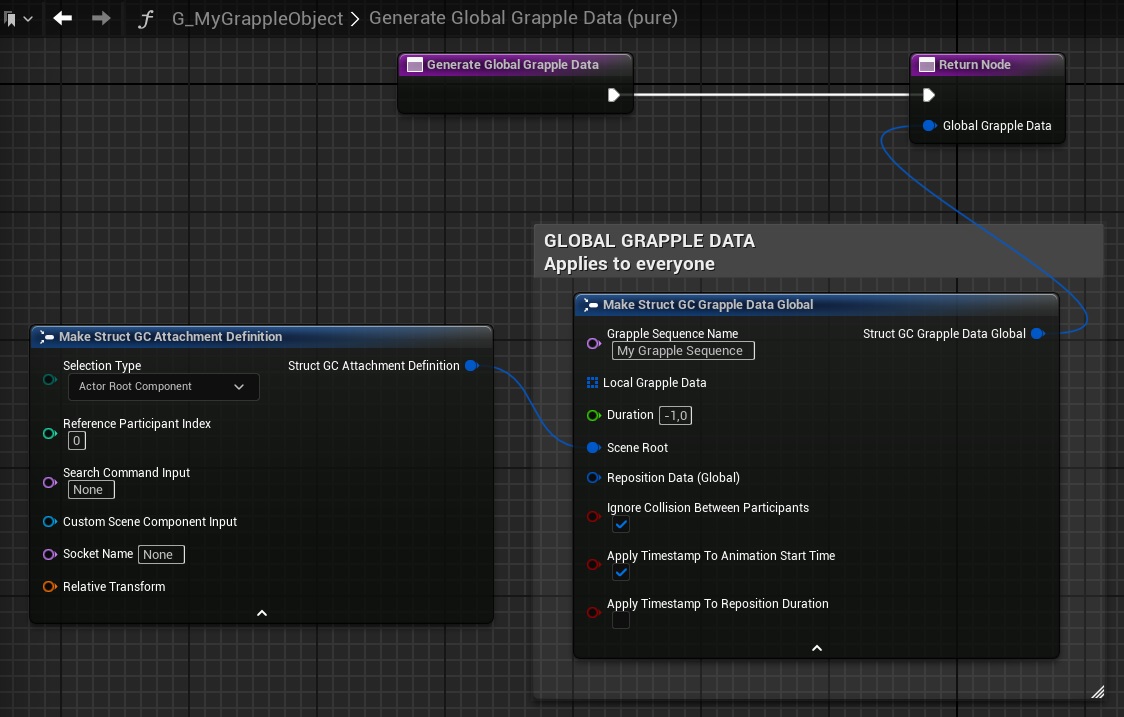 G_MyGrappleObject > Generate Global Grapple Data (pure)
Generate Global Grapple Data
Return Node
Global Grapple Data
GLOBAL GRAPPLE DATA
Applies to everyone
Make Struct GC Attachment Definition
Selection Type
Struct GC Attachment Definition
Actor Root Component
Reference Participant Index
0
Search Command Input
None
Custom Scene Component Input
Socket Name None
Relative Transform
Make Struct GC Grapple Data Global
Grapple Sequence Name
Struct GC Grapple Data Global
My Grapple Sequence
Local Grapple Data
Duration -1,0
Scene Root
Reposition Data (Global)
Ignore Collision Between Participants
Apply Timestamp To Animation Start Time
Apply Timestamp To Reposition Duration